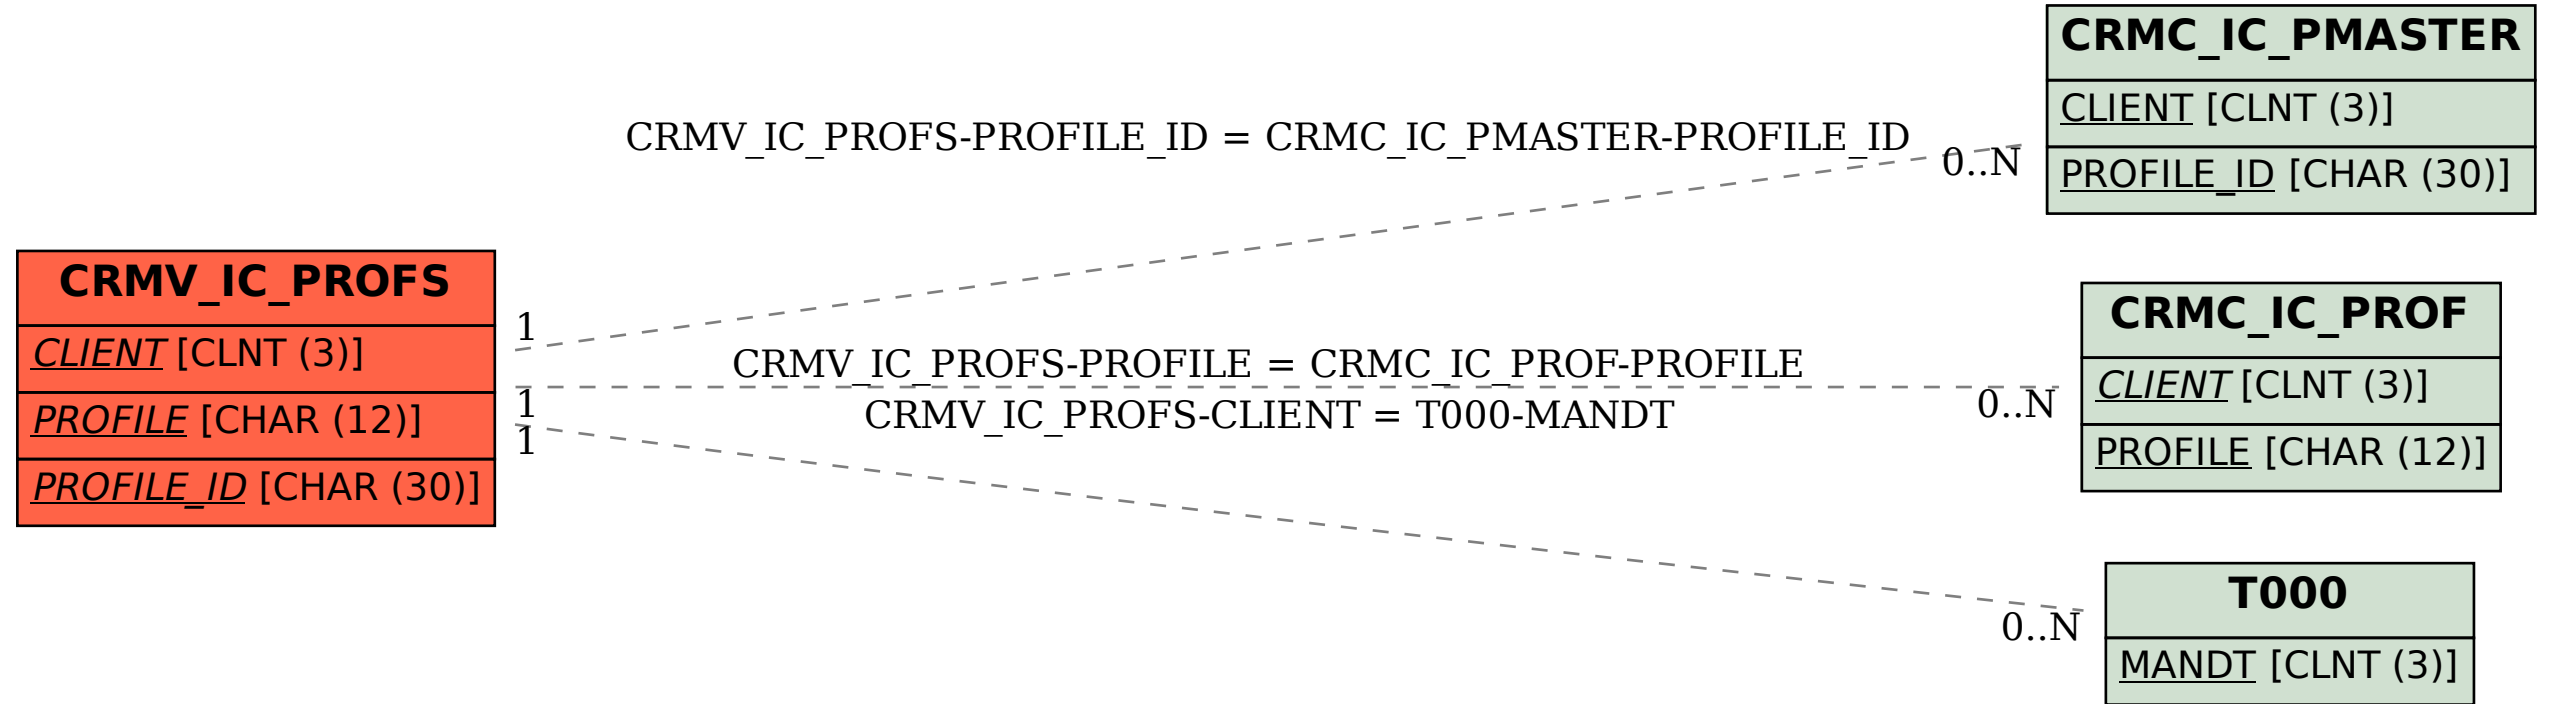 CRMC_IC_PMASTER
CLIENT [CLNT (3)]
PROFILE_ID [CHAR (30)]
CRMV_IC_PROFS-PROFILE_ID = CRMC_IC_PMASTER-PROFILE_ID
0..N
CRMV_IC_PROFS
CLIENT [CLNT (3)]
PROFILE [CHAR (12)]
PROFILE_ID [CHAR (30)]
1
CRMV_IC_PROFS-PROFILE = CRMC_IC_PROF-PROFILE
1
0..N
CRMV_IC_PROFS-CLIENT = T000-MANDT
1
CRMC_IC_PROF
CLIENT [CLNT (3)]
PROFILE [CHAR (12)]
0..N
T000
MANDT [CLNT (3)]